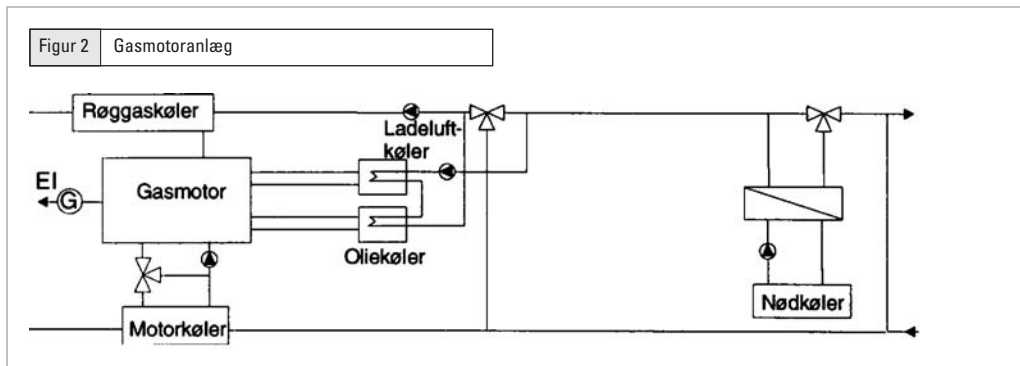 Figur 2 Gasmotoranlæg
Røggaskøler
Ladeluft-
køler
El
G
Gasmotor
Oliekøler
Nødkøler
Motorkøler